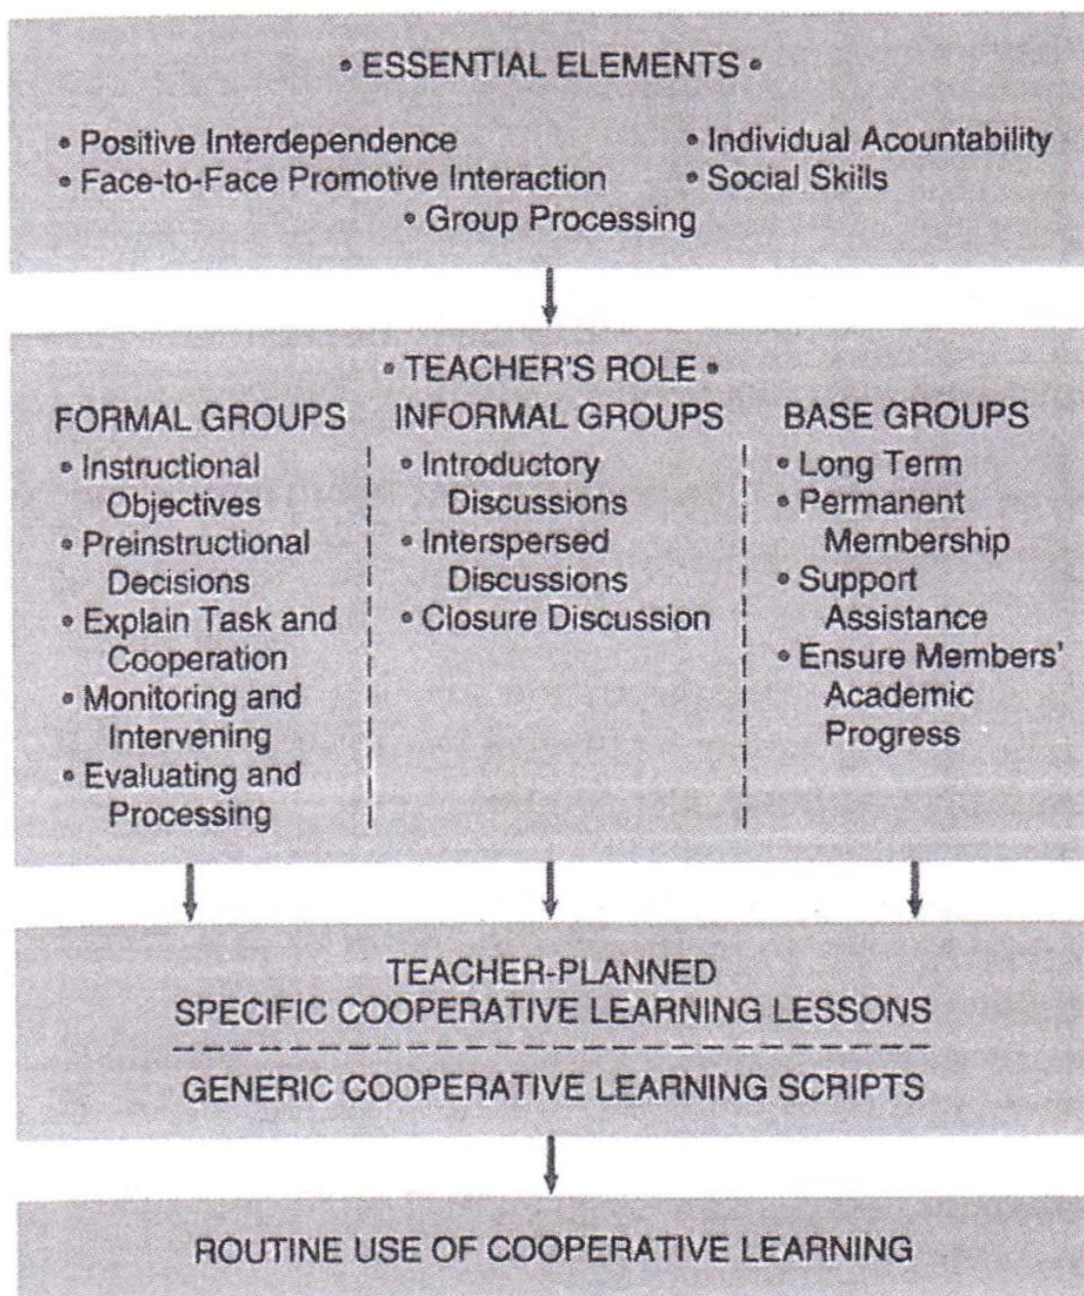 • ESSENTIAL ELEMENTS •
• Positive Interdependence
• Individual Acountability
• Face-to-Face Promotive Interaction
• Social Skills
• Group Processing
• TEACHER'S ROLE •
FORMAL GROUPS
• Instructional
Objectives
• Preinstructional
Decisions
• Explain Task and
Cooperation
• Monitoring and
Intervening
• Evaluating and
Processing
INFORMAL GROUPS
• Introductory
Discussions
• Interspersed
Discussions
• Closure Discussion
BASE GROUPS
• Long Term
• Permanent
Membership
• Support
Assistance
• Ensure Members'
Academic
Progress
TEACHER-PLANNED
SPECIFIC COOPERATIVE LEARNING LESSONS
GENERIC COOPERATIVE LEARNING SCRIPTS
ROUTINE USE OF COOPERATIVE LEARNING